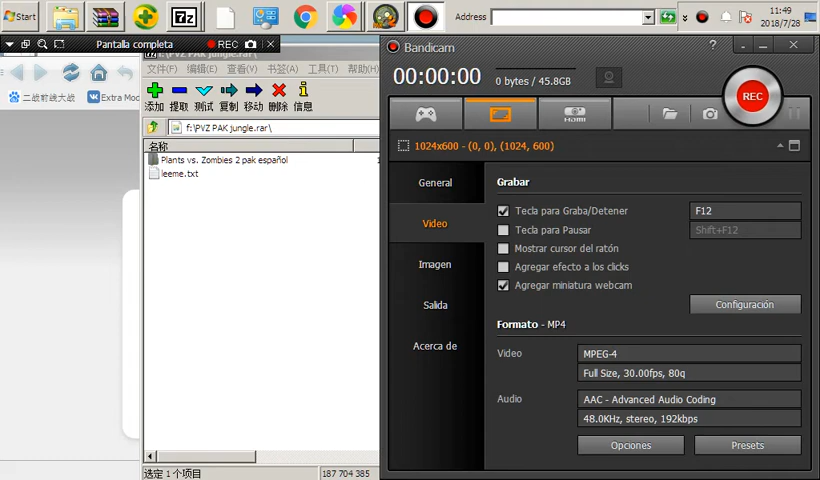 Start
Address
11:49
2018/7/28
Pantalla completa
REC
二战前线大战
Extra Mod
f:\PVZ PAK jungle.rar\
文件(F) 编辑(E) 查看(V) 书签(A) 工具(T) 帮助(H)
添加 提取 测试 复制 移动 删除 信息
f:\PVZ PAK jungle.rar\
名称
Plants vs. Zombies 2 pak español
leeme.txt
选定 1 个项目
187 704 385
Bandicam
00:00:00
0 bytes / 45.8GB
REC
HDMI
1024x600 - (0, 0), (1024, 600)
General
Video
Imagen
Salida
Acerca de
Grabar
Tecla para Graba/Detener F12
Tecla para Pausar Shift+F12
Mostrar cursor del ratón
Agregar efecto a los clicks
Agregar miniatura webcam
Configuración
Formato - MP4
Video MPEG-4
Full Size, 30.00fps, 80q
Audio AAC - Advanced Audio Coding
48.0KHz, stereo, 192kbps
Opciones Presets